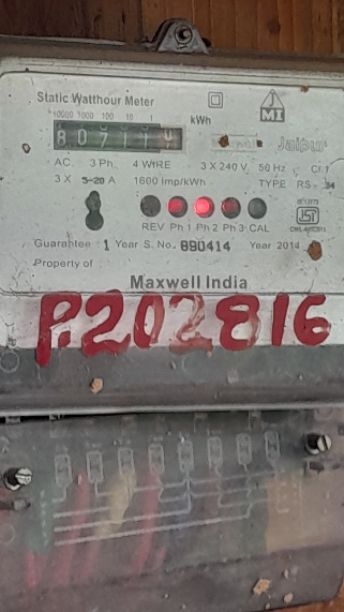 Static Watthour Meter
10000 1000 100 10 1
80711
kWh
JMI
Jaipur
AC. 3 Ph. 4 WIRE 3 X 240 V. 50 Hz
3 X 5-20 A 1600 Imp/kWh TYPE RS-
REV Ph 1 Ph 2 Ph 3 CAL
Guarantee 1 Year S. No. 890414 Year 2014
Property of
Maxwell India
P.202816